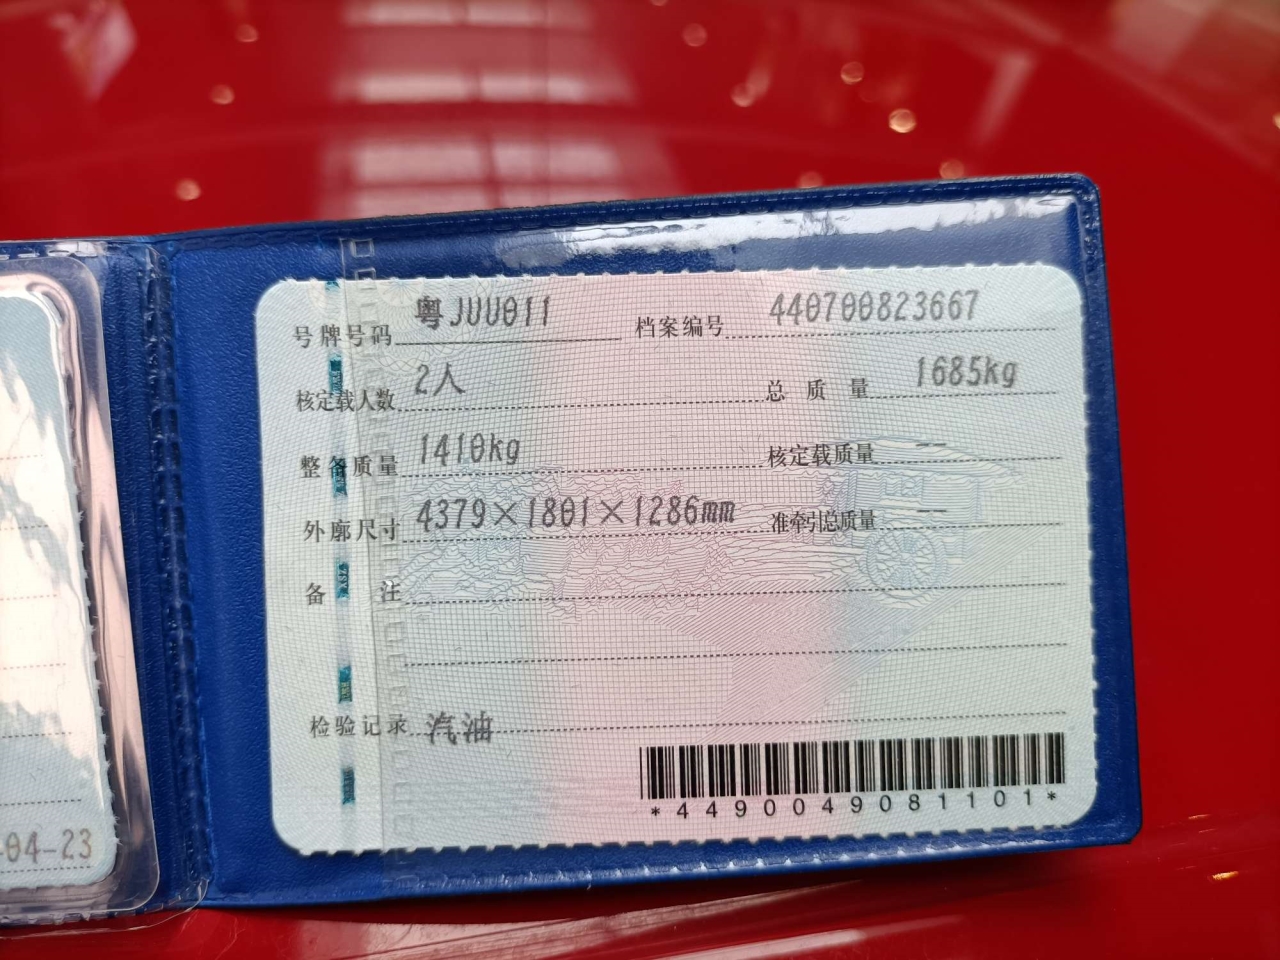 号牌号码 粤JUU011 档案编号 440700823667
核定载人数 2人 总质量 1685kg
整备质量 1410kg 核定载质量 --
外廓尺寸 4379×1801×1286mm 准牵引总质量 --
备注
检验记录 汽油
*4490049081101*
-04-23